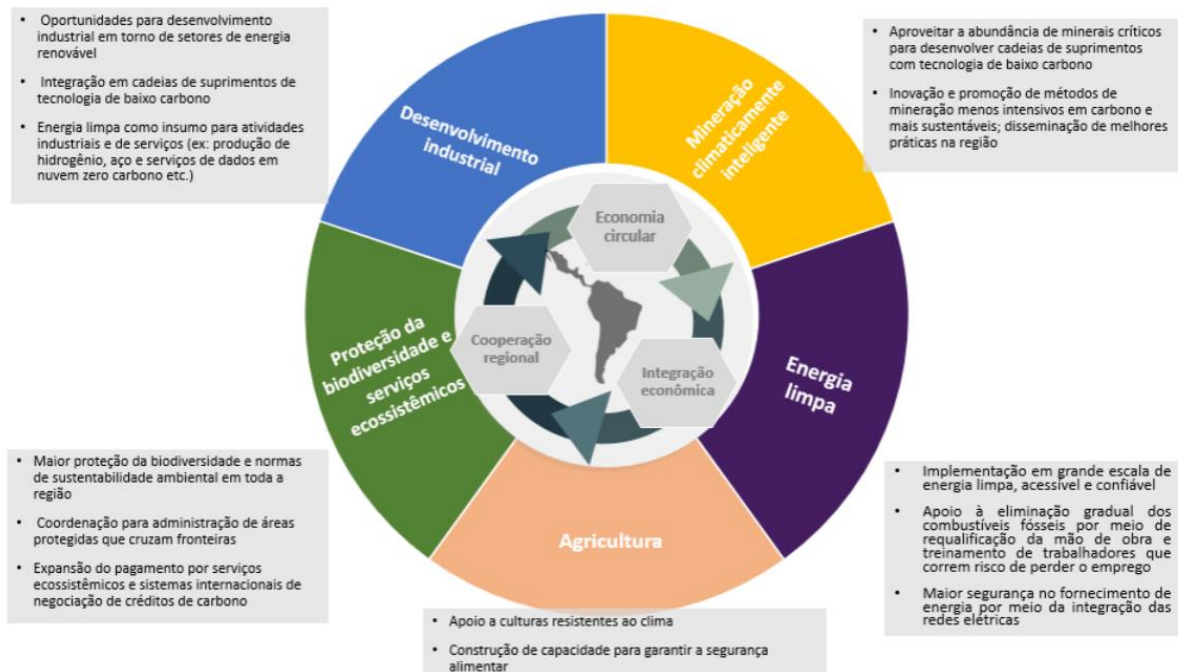 • Oportunidades para desenvolvimento
industrial em torno de setores de energia
renovável
• Integração em cadeias de suprimentos de
tecnologia de baixo carbono
• Energia limpa como insumo para atividades
industriais e de serviços (ex: produção de
hidrogênio, aço e serviços de dados em
nuvem zero carbono etc.)
Desenvolvimento
industrial
Mineração
climaticamente
inteligente
• Aproveitar a abundância de minerais críticos
para desenvolver cadeias de suprimentos
com tecnologia de baixo carbono
• Inovação e promoção de métodos de
mineração menos intensivos em carbono e
mais sustentáveis; disseminação de melhores
práticas na região
Economia
circular
Cooperação
regional
Integração
econômica
Proteção da
biodiversidade e
serviços
ecossistêmicos
Energia
limpa
• Maior proteção da biodiversidade e normas
de sustentabilidade ambiental em toda a
região
• Coordenação para administração de áreas
protegidas que cruzam fronteiras
• Expansão do pagamento por serviços
ecossistêmicos e sistemas internacionais de
negociação de créditos de carbono
Agricultura
• Implementação em grande escala de
energia limpa, acessível e confiável
• Apoio à eliminação gradual dos
combustíveis fósseis por meio de
requalificação da mão de obra e
treinamento de trabalhadores que
correm risco de perder o emprego
• Maior segurança no fornecimento de
energia por meio da integração das
redes elétricas
• Apoio a culturas resistentes ao clima
• Construção de capacidade para garantir a segurança
alimentar